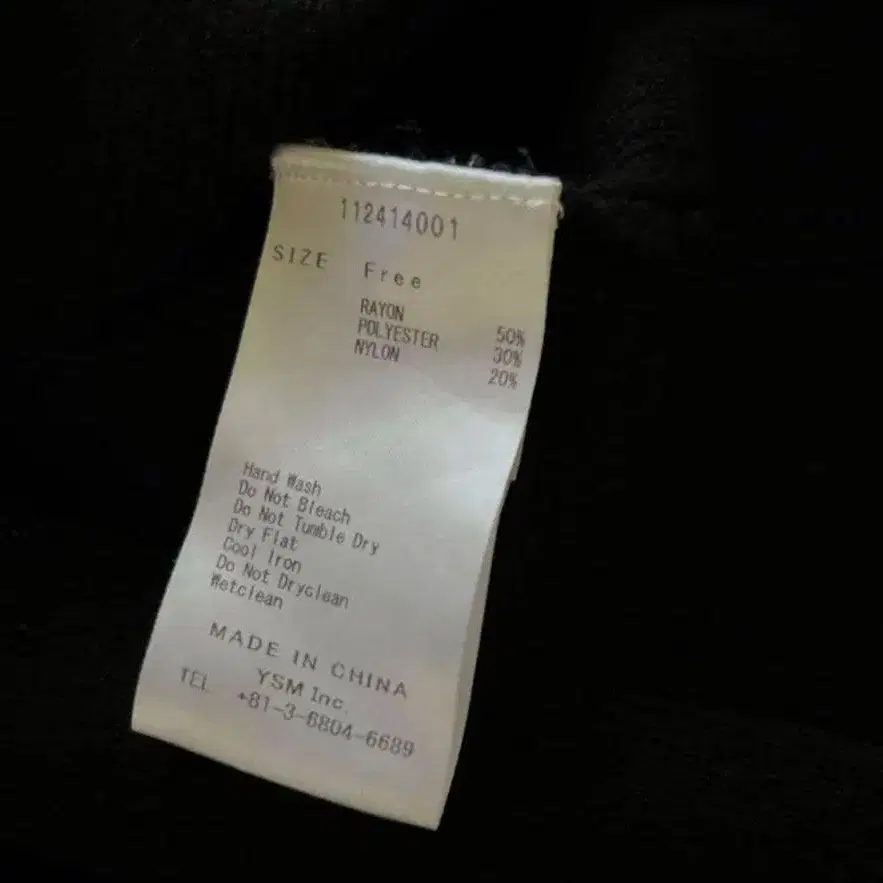 112414001
SIZE Free
RAYON 50%
POLYESTER 30%
NYLON 20%
Hand Wash
Do Not Bleach
Do Not Tumble Dry
Dry Flat
Cool Iron
Do Not Dryclean
Wetclean
MADE IN CHINA
YSM Inc.
TEL +81-3-6804-6689